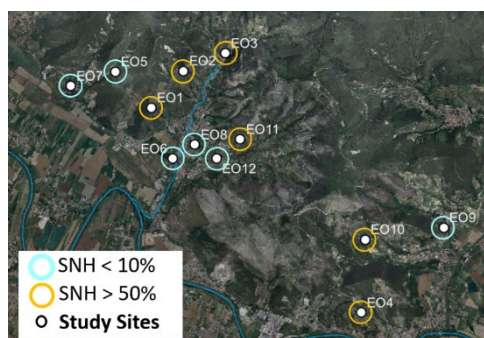 EO3
EO5
EO2
EO7
EO1
EO11
EO8
EO6
EO12
EO9
EO10
EO4
SNH < 10%
SNH > 50%
Study Sites